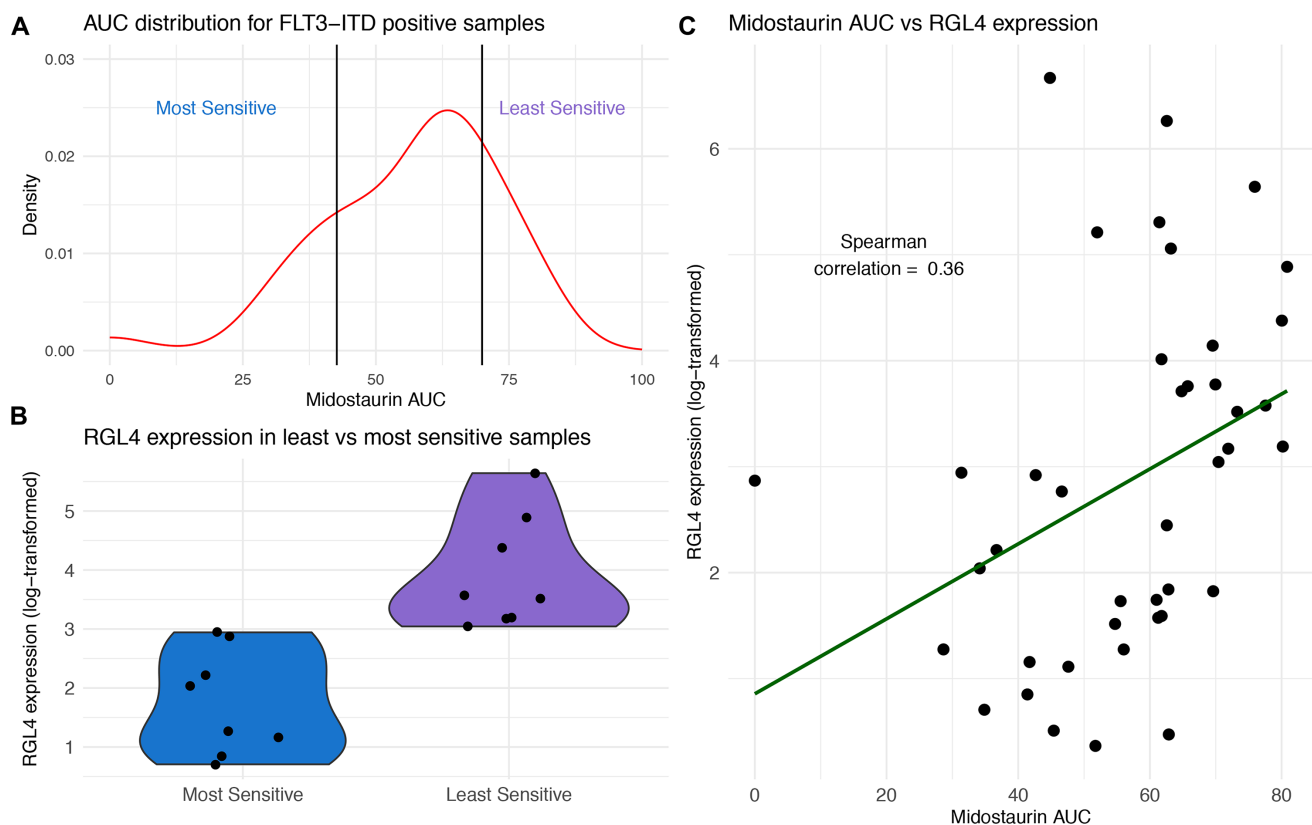 A
AUC distribution for FLT3−ITD positive samples
0.03
0.02
0.01
0.00
Density
Most Sensitive
Least Sensitive
0
25
50
75
100
Midostaurin AUC
B
RGL4 expression in least vs most sensitive samples
RGL4 expression (log−transformed)
5
4
3
2
1
Most Sensitive
Least Sensitive
C
Midostaurin AUC vs RGL4 expression
RGL4 expression (log−transformed)
6
4
2
Spearman
correlation = 0.36
0
20
40
60
80
Midostaurin AUC